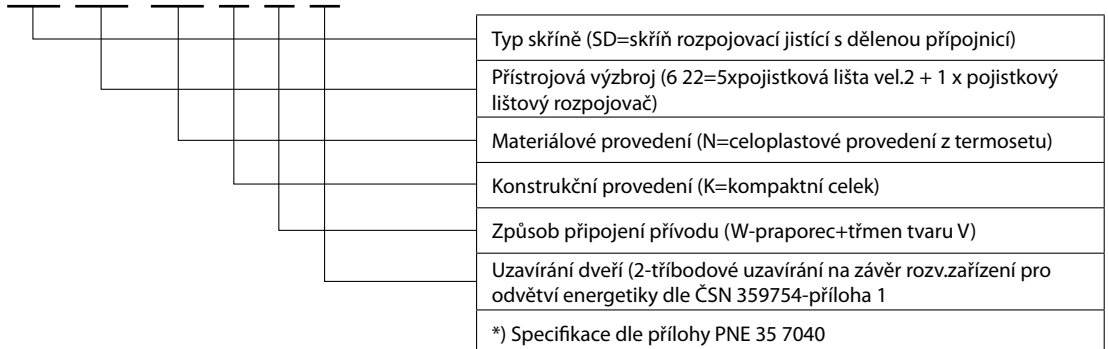 Typ skříně (SD=skříň rozpojovací jistící s dělenou přípojnicí)
Přístrojová výzbroj (6 22=5xpojistková lišta vel.2 + 1 x pojistkový
lištový rozpojovač)
Materiálové provedení (N=celoplastové provedení z termosetu)
Konstrukční provedení (K=kompaktní celek)
Způsob připojení přívodu (W-praporec+třmen tvaru V)
Uzavírání dveří (2-tříbodové uzavírání na závěr rozv.zařízení pro
odvětví energetiky dle ČSN 359754-příloha 1
*) Specifikace dle přílohy PNE 35 7040